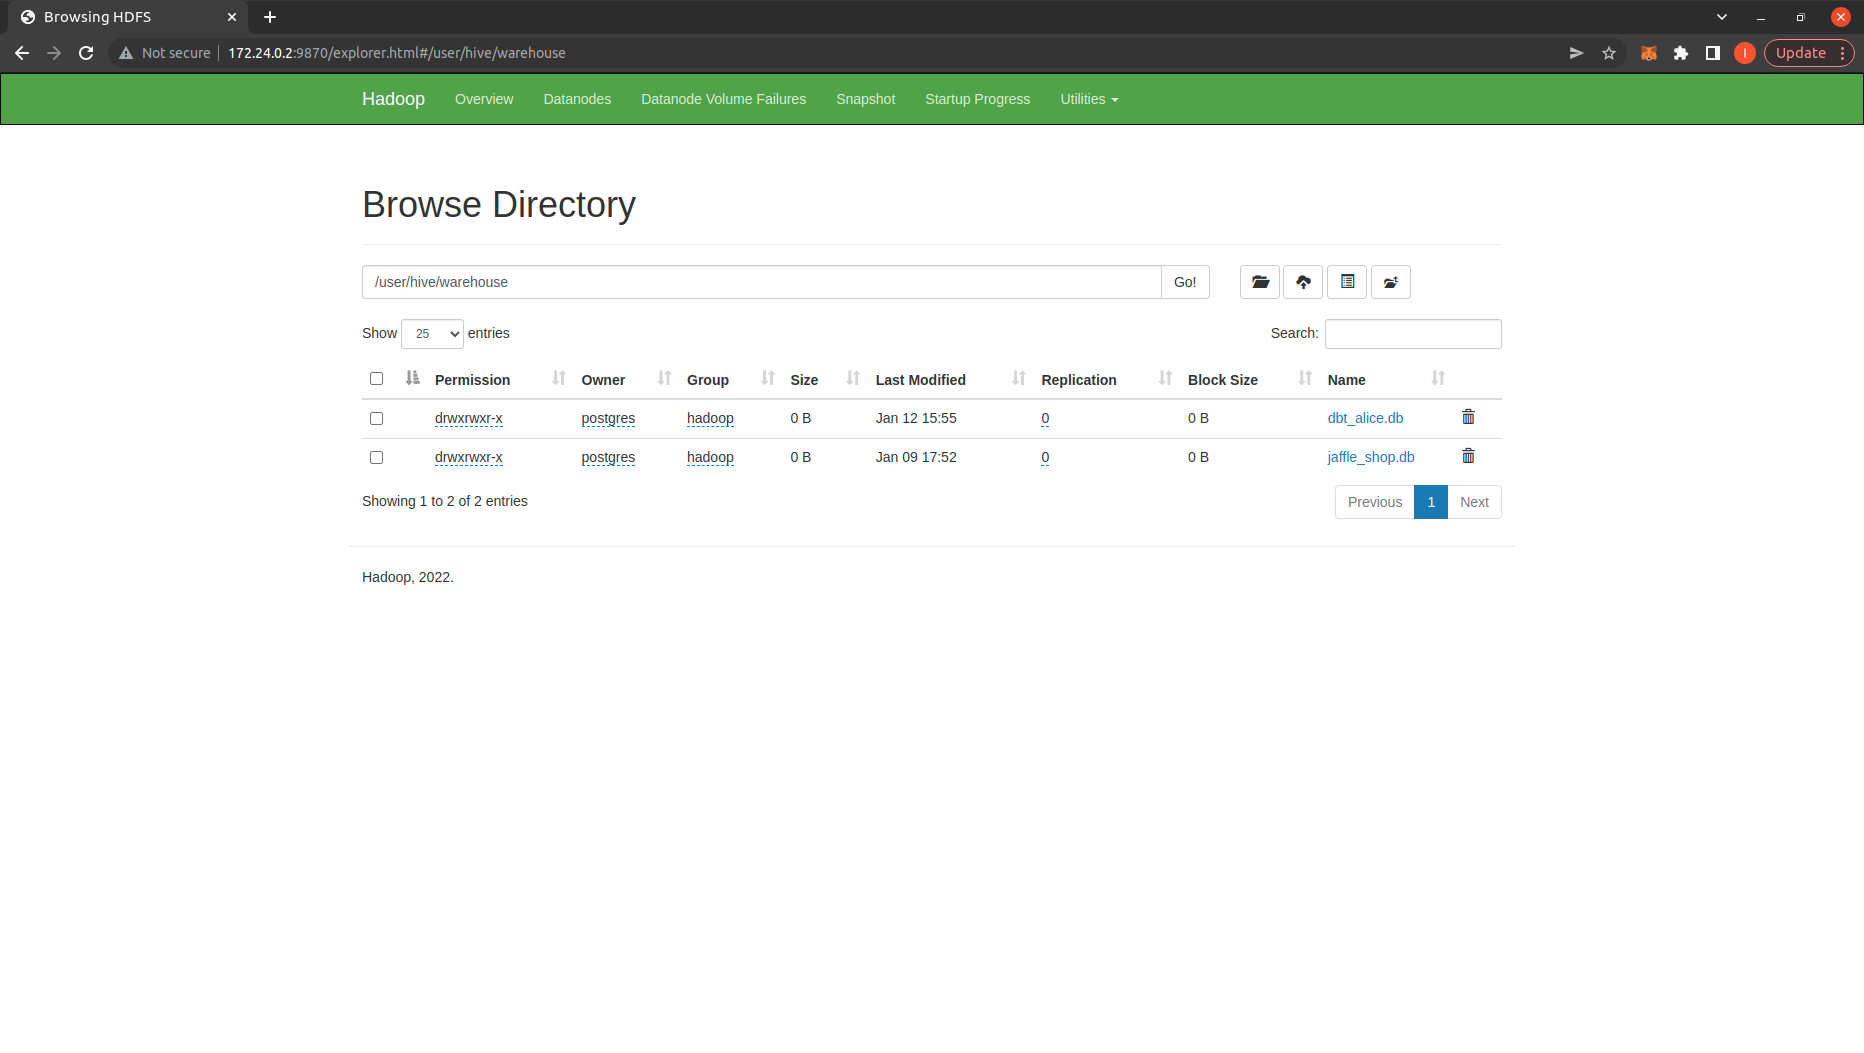 Browsing HDFS
Not secure 172.24.0.2:9870/explorer.html#/user/hive/warehouse I Update
Hadoop Overview Datanodes Datanode Volume Failures Snapshot Startup Progress Utilities
Browse Directory
/user/hive/warehouse Go!
Show 25 entries Search:
Permission Owner Group Size Last Modified Replication Block Size Name
drwxrwxr-x postgres hadoop 0 B Jan 12 15:55 0 0 B dbt_alice.db
drwxrwxr-x postgres hadoop 0 B Jan 09 17:52 0 0 B jaffle_shop.db
Showing 1 to 2 of 2 entries Previous 1 Next
Hadoop, 2022.